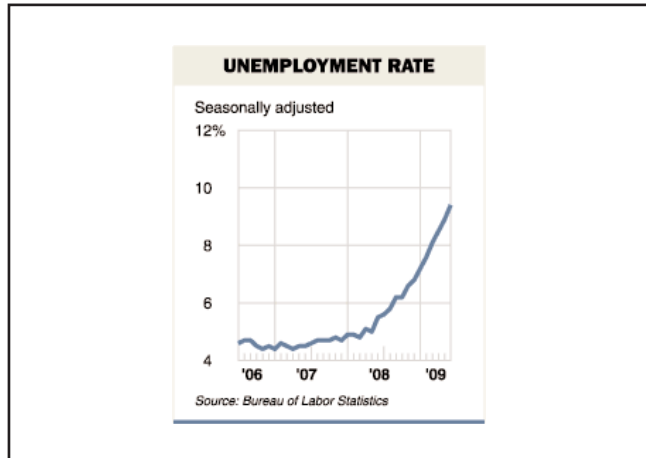 UNEMPLOYMENT RATE
Seasonally adjusted
12%
10
8
6
4
'06 '07 '08 '09
Source: Bureau of Labor Statistics